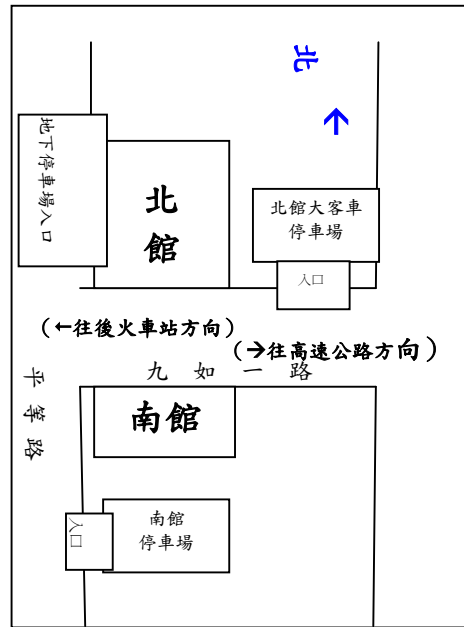 北
↑
地下停車場入口
北
館
北館大客車
停車場
入口
(←往後火車站方向)
(→往高速公路方向)
九 如 一 路
平等路
南館
南館
停車場
入口